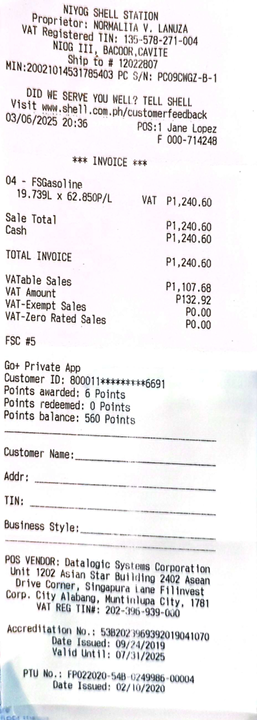 NIYOG SHELL STATION
Proprietor: NORMALITA V. LANUZA
VAT Registered TIN: 135-578-271-004
NIOG III, BACOOR,CAVITE
Ship to # 12022807
MIN:20021014531785403 PC S/N: PC09CWGZ-B-1
DID WE SERVE YOU WELL? TELL SHELL
Visit www.shell.com.ph/customerfeedback
03/06/2025 20:36 POS:1 Jane Lopez
F 000-714248
*** INVOICE ***
04 - FSGasoline
19.739L x 62.850P/L VAT P1,240.60
Sale Total P1,240.60
Cash P1,240.60
TOTAL INVOICE P1,240.60
VATable Sales P1,107.68
VAT Amount P132.92
VAT-Exempt Sales P0.00
VAT-Zero Rated Sales P0.00
FSC #5
Go+ Private App
Customer ID: 800011*********6691
Points awarded: 6 Points
Points redeemed: 0 Points
Points balance: 560 Points
Customer Name:
Addr:
TIN:
Business Style:
POS VENDOR: Datalogic Systems Corporation
Unit 1202 Asian Star Building 2402 Asean
Drive Corner, Singapura Lane Filinvest
Corp. City Alabang, Muntinlupa City, 1781
VAT REG TIN#: 202-396-939-000
Accreditation No.: 53B2023969392019041070
Date Issued: 09/24/2019
Valid Until: 07/31/2025
PTU No.: FP022020-54B-0249986-00004
Date Issued: 02/10/2020